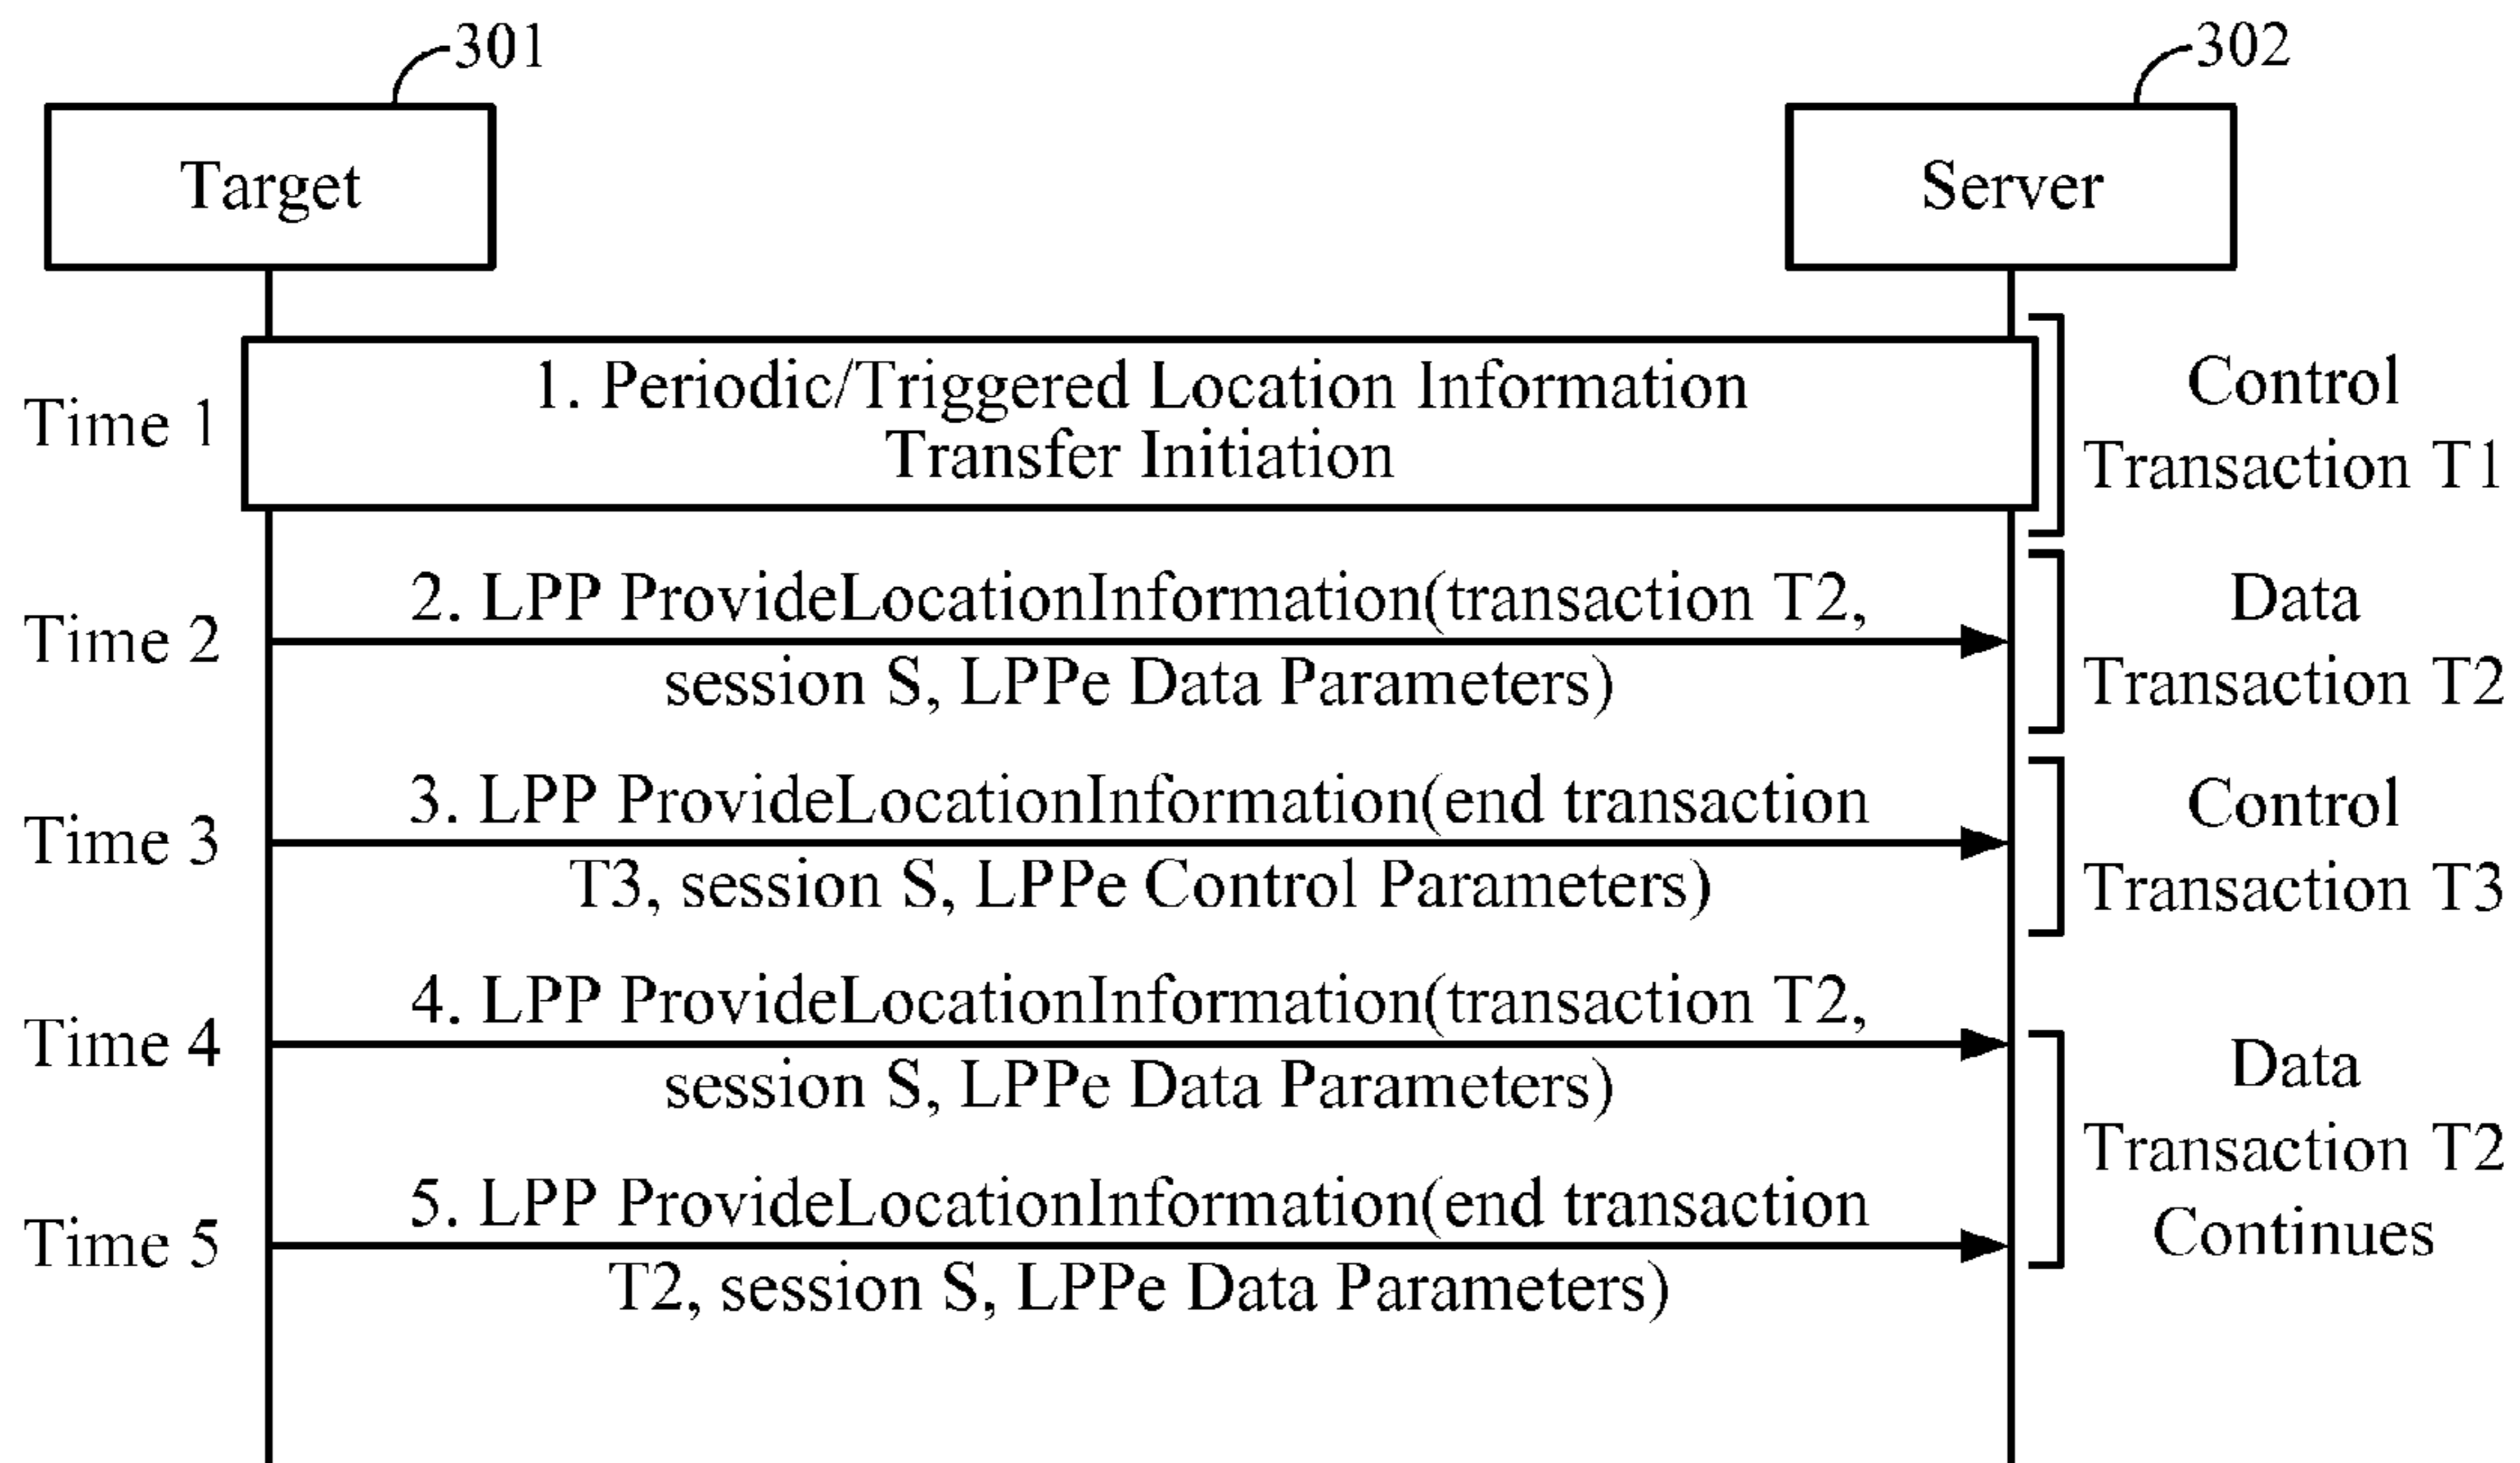 301
302
Target
Server
Time 1
1. Periodic/Triggered Location Information
Transfer Initiation
Control
Transaction T1
Time 2
2. LPP ProvideLocationInformation(transaction T2,
session S, LPPe Data Parameters)
Data
Transaction T2
Time 3
3. LPP ProvideLocationInformation(end transaction
T3, session S, LPPe Control Parameters)
Control
Transaction T3
Time 4
4. LPP ProvideLocationInformation(transaction T2,
session S, LPPe Data Parameters)
Time 5
5. LPP ProvideLocationInformation(end transaction
T2, session S, LPPe Data Parameters)
Data
Transaction T2
Continues